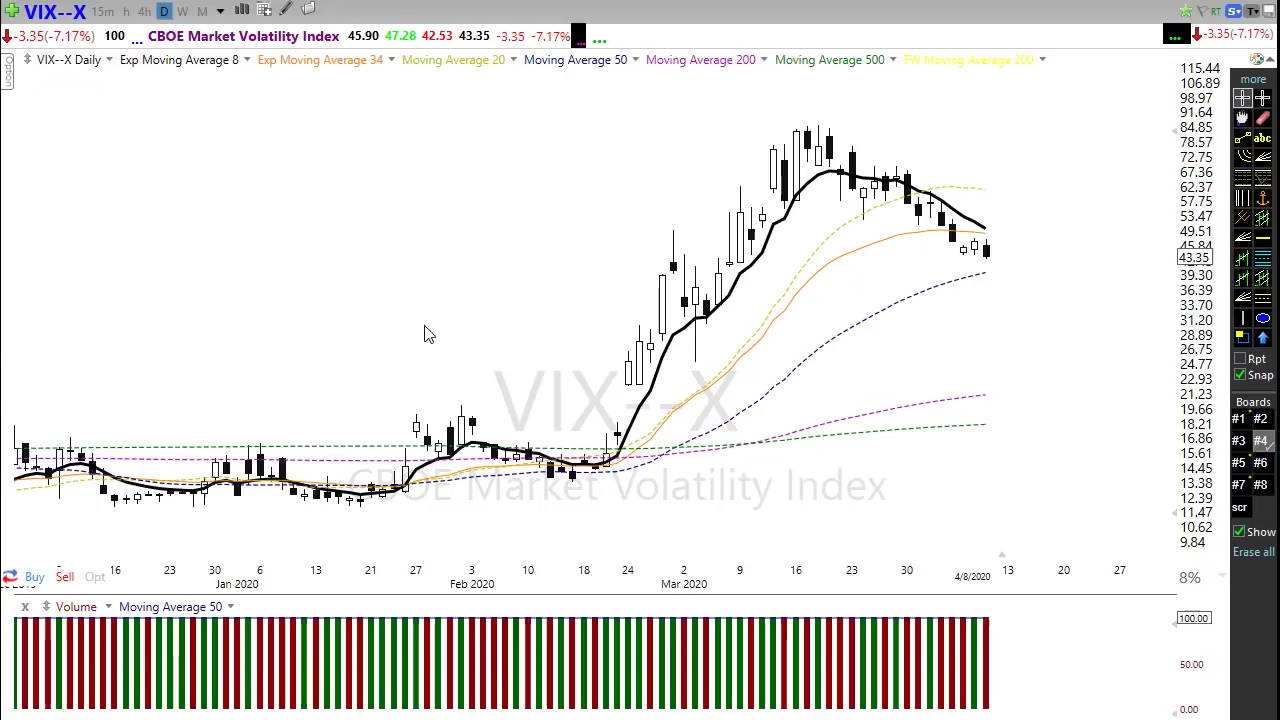 VIX--X 15m h 4h D W M RT S T
-3.35(-7.17%) 100 ... CBOE Market Volatility Index 45.90 47.28 42.53 43.35 -3.35 -7.17% ... ... ... -3.35(-7.17%)
Option VIX--X Daily Exp Moving Average 8 Exp Moving Average 34 Moving Average 20 Moving Average 50 Moving Average 200 Moving Average 500 FW Moving Average 200
115.44
106.89
98.97
91.64
84.85
78.57
72.75
67.36
62.37
57.75
53.47
49.51
45.84
43.35
39.30
36.39
33.70
31.20
28.89
26.75
24.77
22.93
21.23
19.66
18.21
16.86
15.61
14.45
13.38
12.39
11.47
10.62
9.84
more
abc
Rpt
Snap
Boards
#1 #2
#3 #4
#5 #6
#7 #8
scr
Show
Erase all
VIX--X
CBOE Market Volatility Index
16 23 30 6 13 21 27 3 10 18 24 2 9 16 23 30 4/8/2020 13 20 27
Jan 2020 Feb 2020 Mar 2020
Buy Sell Opt 8%
x Volume Moving Average 50
100.00
50.00
0.00